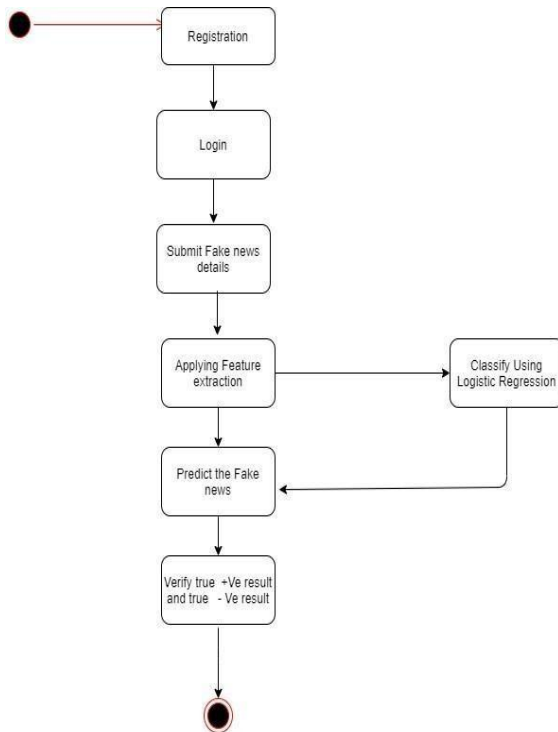 Registration
Login
Submit Fake news
details
Applying Feature
extraction
Classify Using
Logistic Regression
Predict the Fake
news
Verify true +Ve result
and true - Ve result